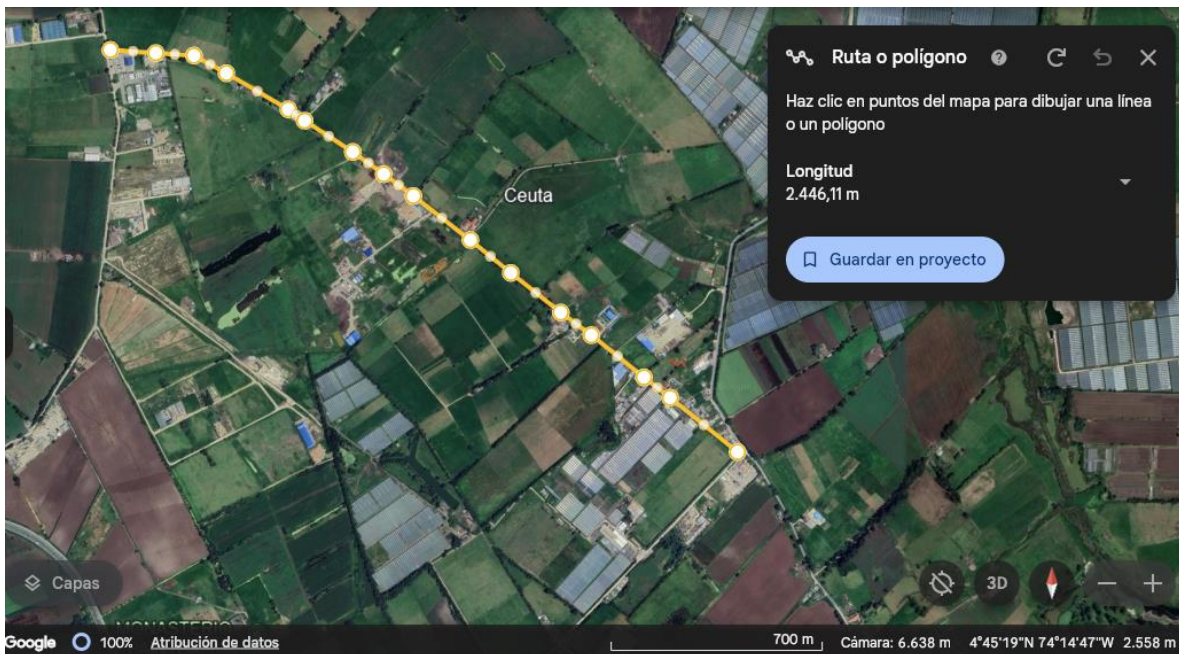 Ruta o polígono
Haz clic en puntos del mapa para dibujar una línea
o un polígono
Longitud
2.446,11 m
Guardar en proyecto
Ceuta
Capas
3D
MONASTERIO
Google 100% Atribución de datos 700 m Cámara: 6.638 m 4°45'19"N 74°14'47"W 2.558 m